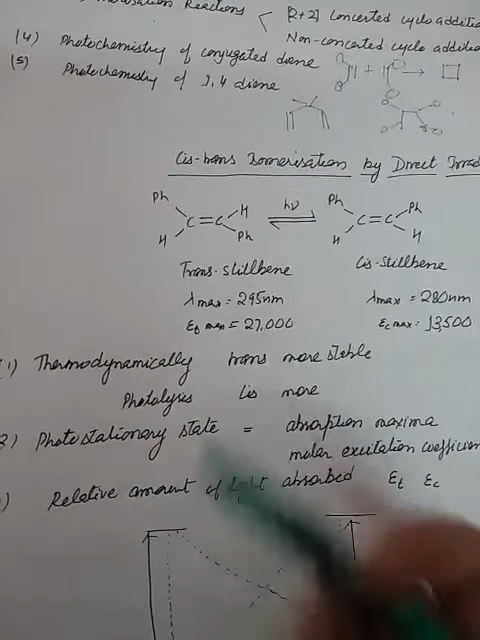 Reactions < [2+2] Concerted cyclo additio
Non-concerted cyclo additio
(4) Photochemistry of conjugated diene
(5) Photochemistry of 1,4 diene
+ → 
Cis-trans Isomerisation by Direct Irrad
Ph H C=C H Ph hν ⇌ Ph H C=C Ph H
Trans-stillbene Cis-Stillbene
λmax = 295nm λmax = 280nm
εt max = 27,000 εc max = 13,500
1) Thermodynamically trans more stable
Photolysis Cis more
2) Photostationary state = absorption maxima
molar excitation coefficien
) Relative amount of absorbed εt εc